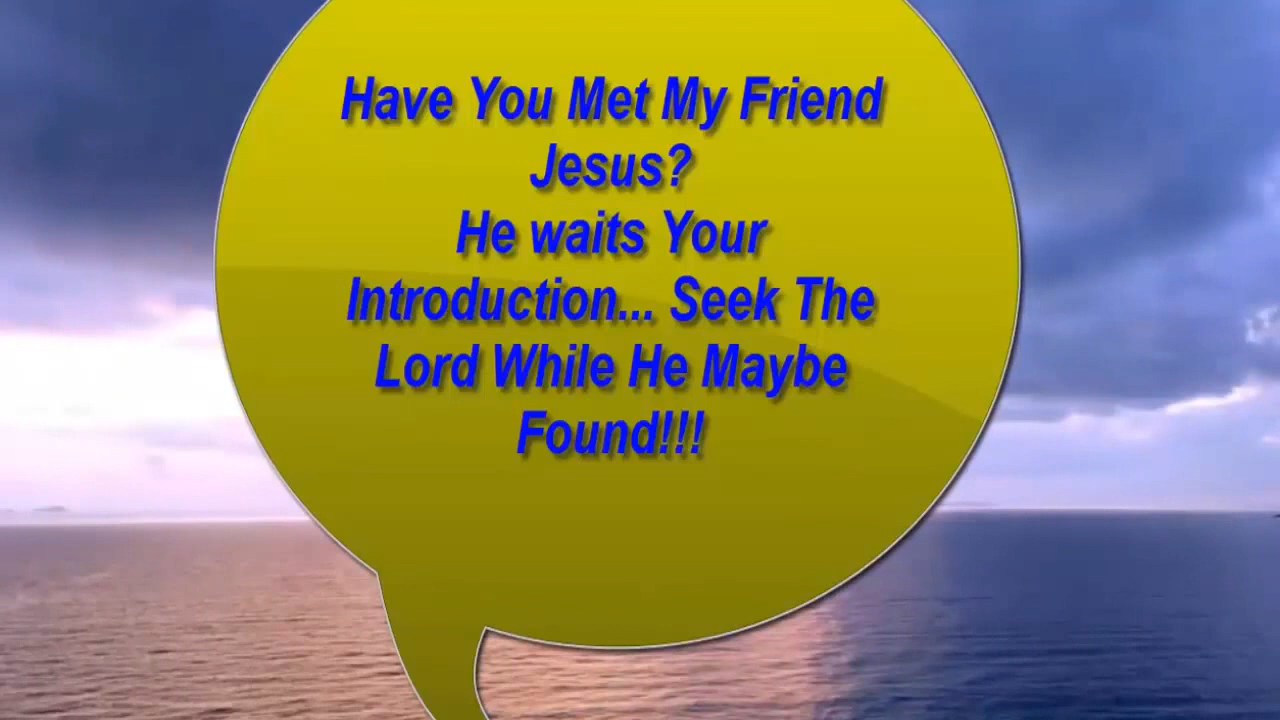 Have You Met My Friend
Jesus?
He waits Your
Introduction... Seek The
Lord While He Maybe
Found!!!